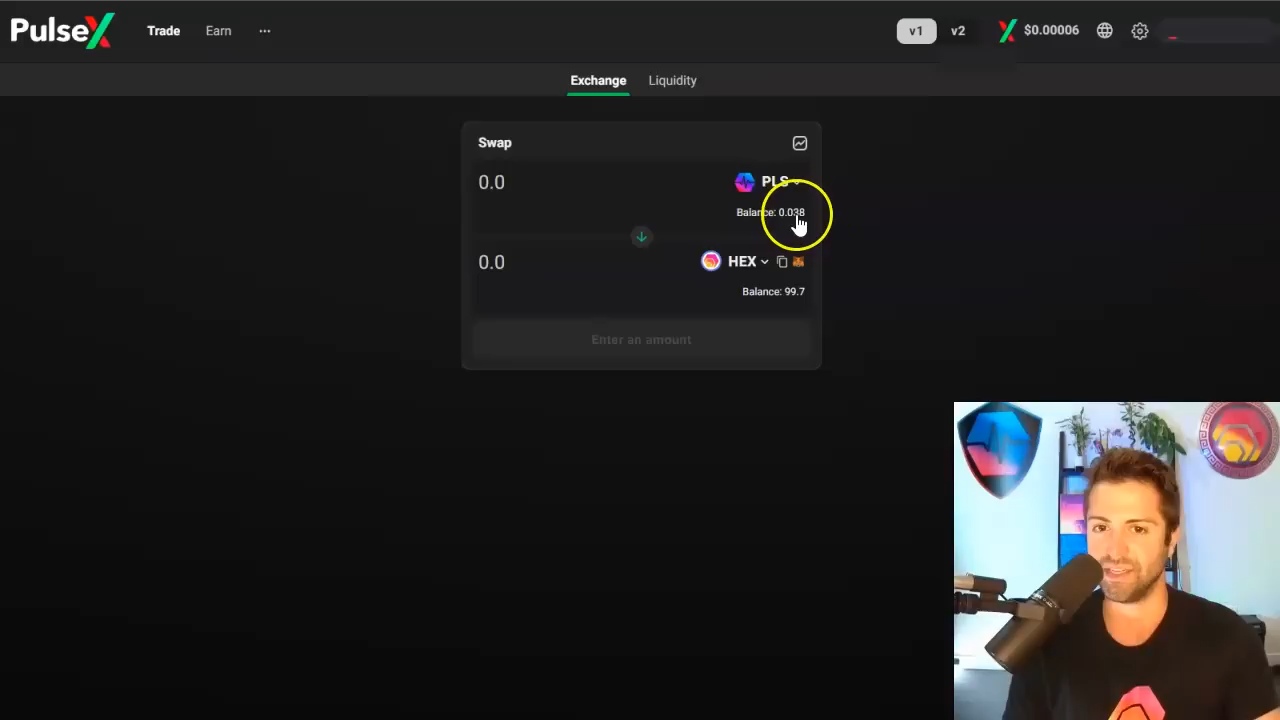 PulseX Trade Earn ... v1 v2 $0.00006
Exchange Liquidity
Swap
0.0 PLS
Balance: 0.038
0.0 HEX
Balance: 99.7
Enter an amount